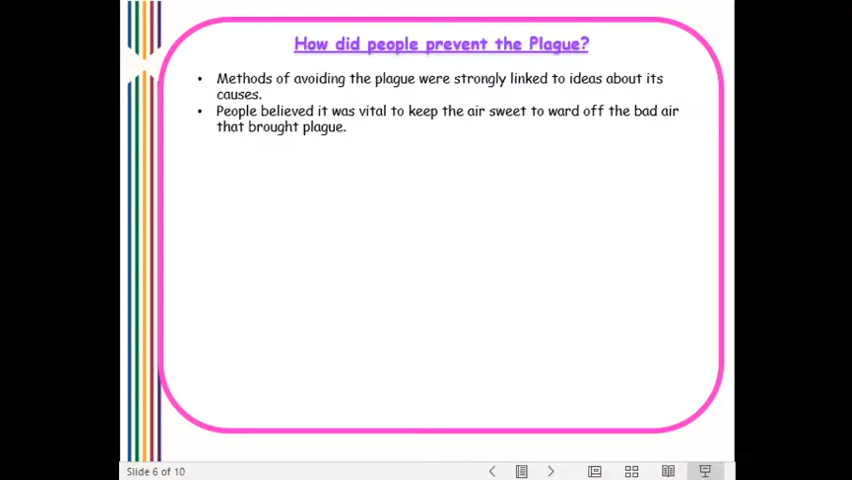 How did people prevent the Plague?
• Methods of avoiding the plague were strongly linked to ideas about its
causes.
• People believed it was vital to keep the air sweet to ward off the bad air
that brought plague.
Slide 6 of 10